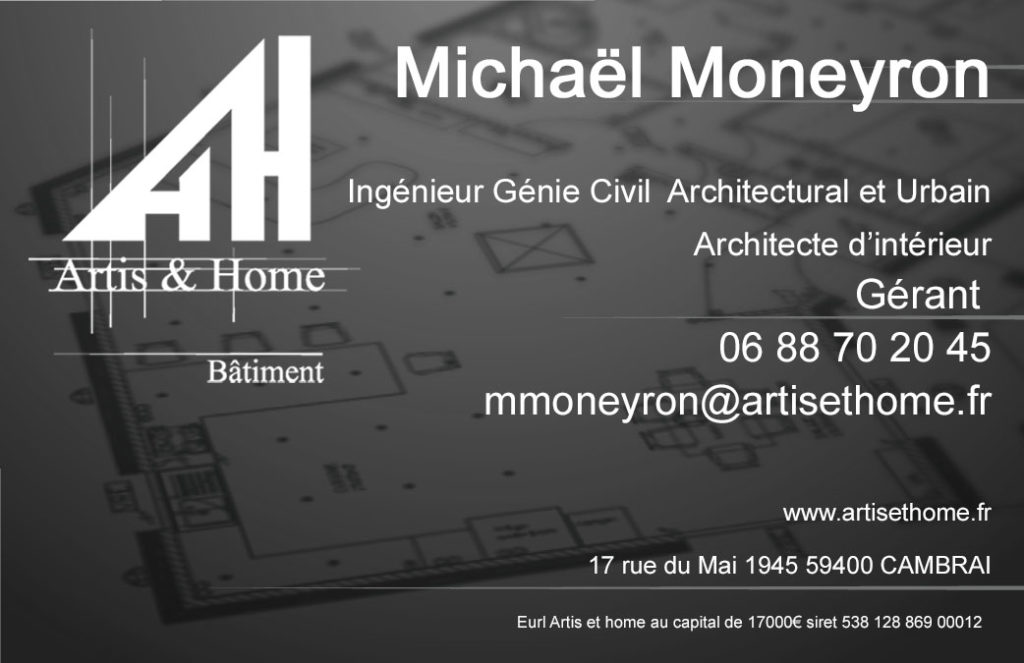 Michaël Moneyron
Ingénieur Génie Civil  Architectural et Urbain
Architecte d’intérieur
Gérant
06 88 70 20 45
mmoneyron@artisethome.fr
AH
Artis & Home
Bâtiment
www.artisethome.fr
17 rue du Mai 1945 59400 CAMBRAI
Eurl Artis et home au capital de 17000€ siret 538 128 869 00012